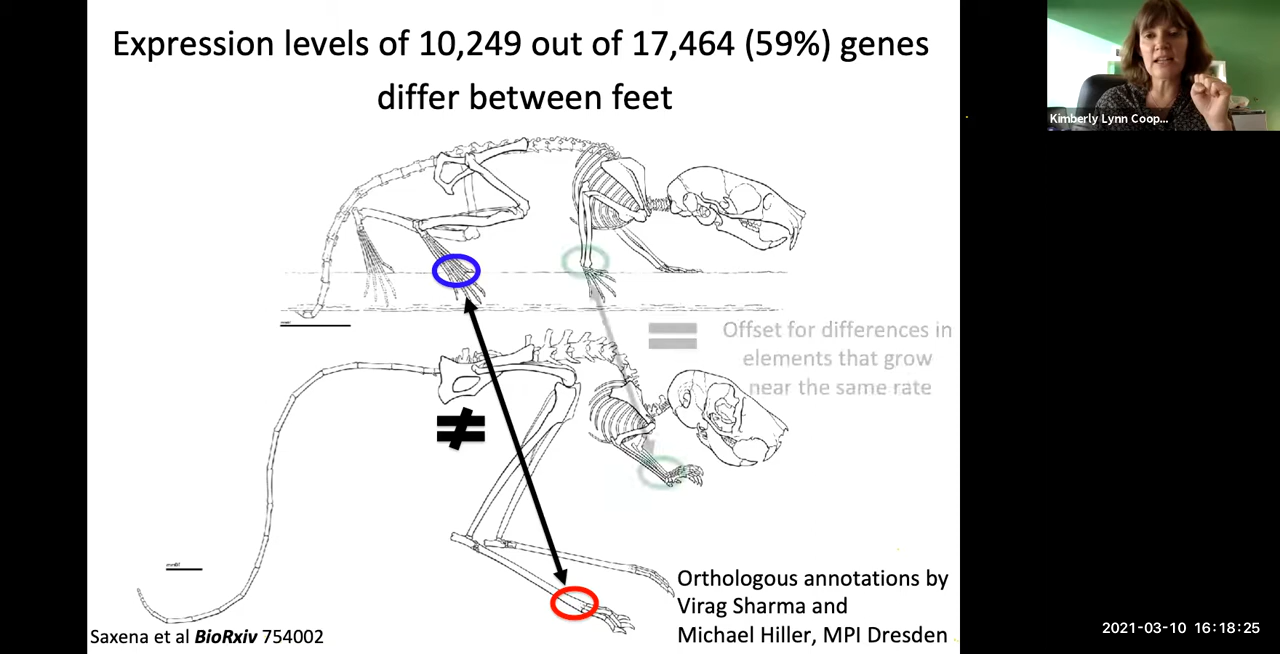 Expression levels of 10,249 out of 17,464 (59%) genes
differ between feet
Kimberly Lynn Coop...
=
Offset for differences in
elements that grow
near the same rate
≠
Orthologous annotations by
Virag Sharma and
Michael Hiller, MPI Dresden
Saxena et al BioRxiv 754002
2021-03-10 16:18:25